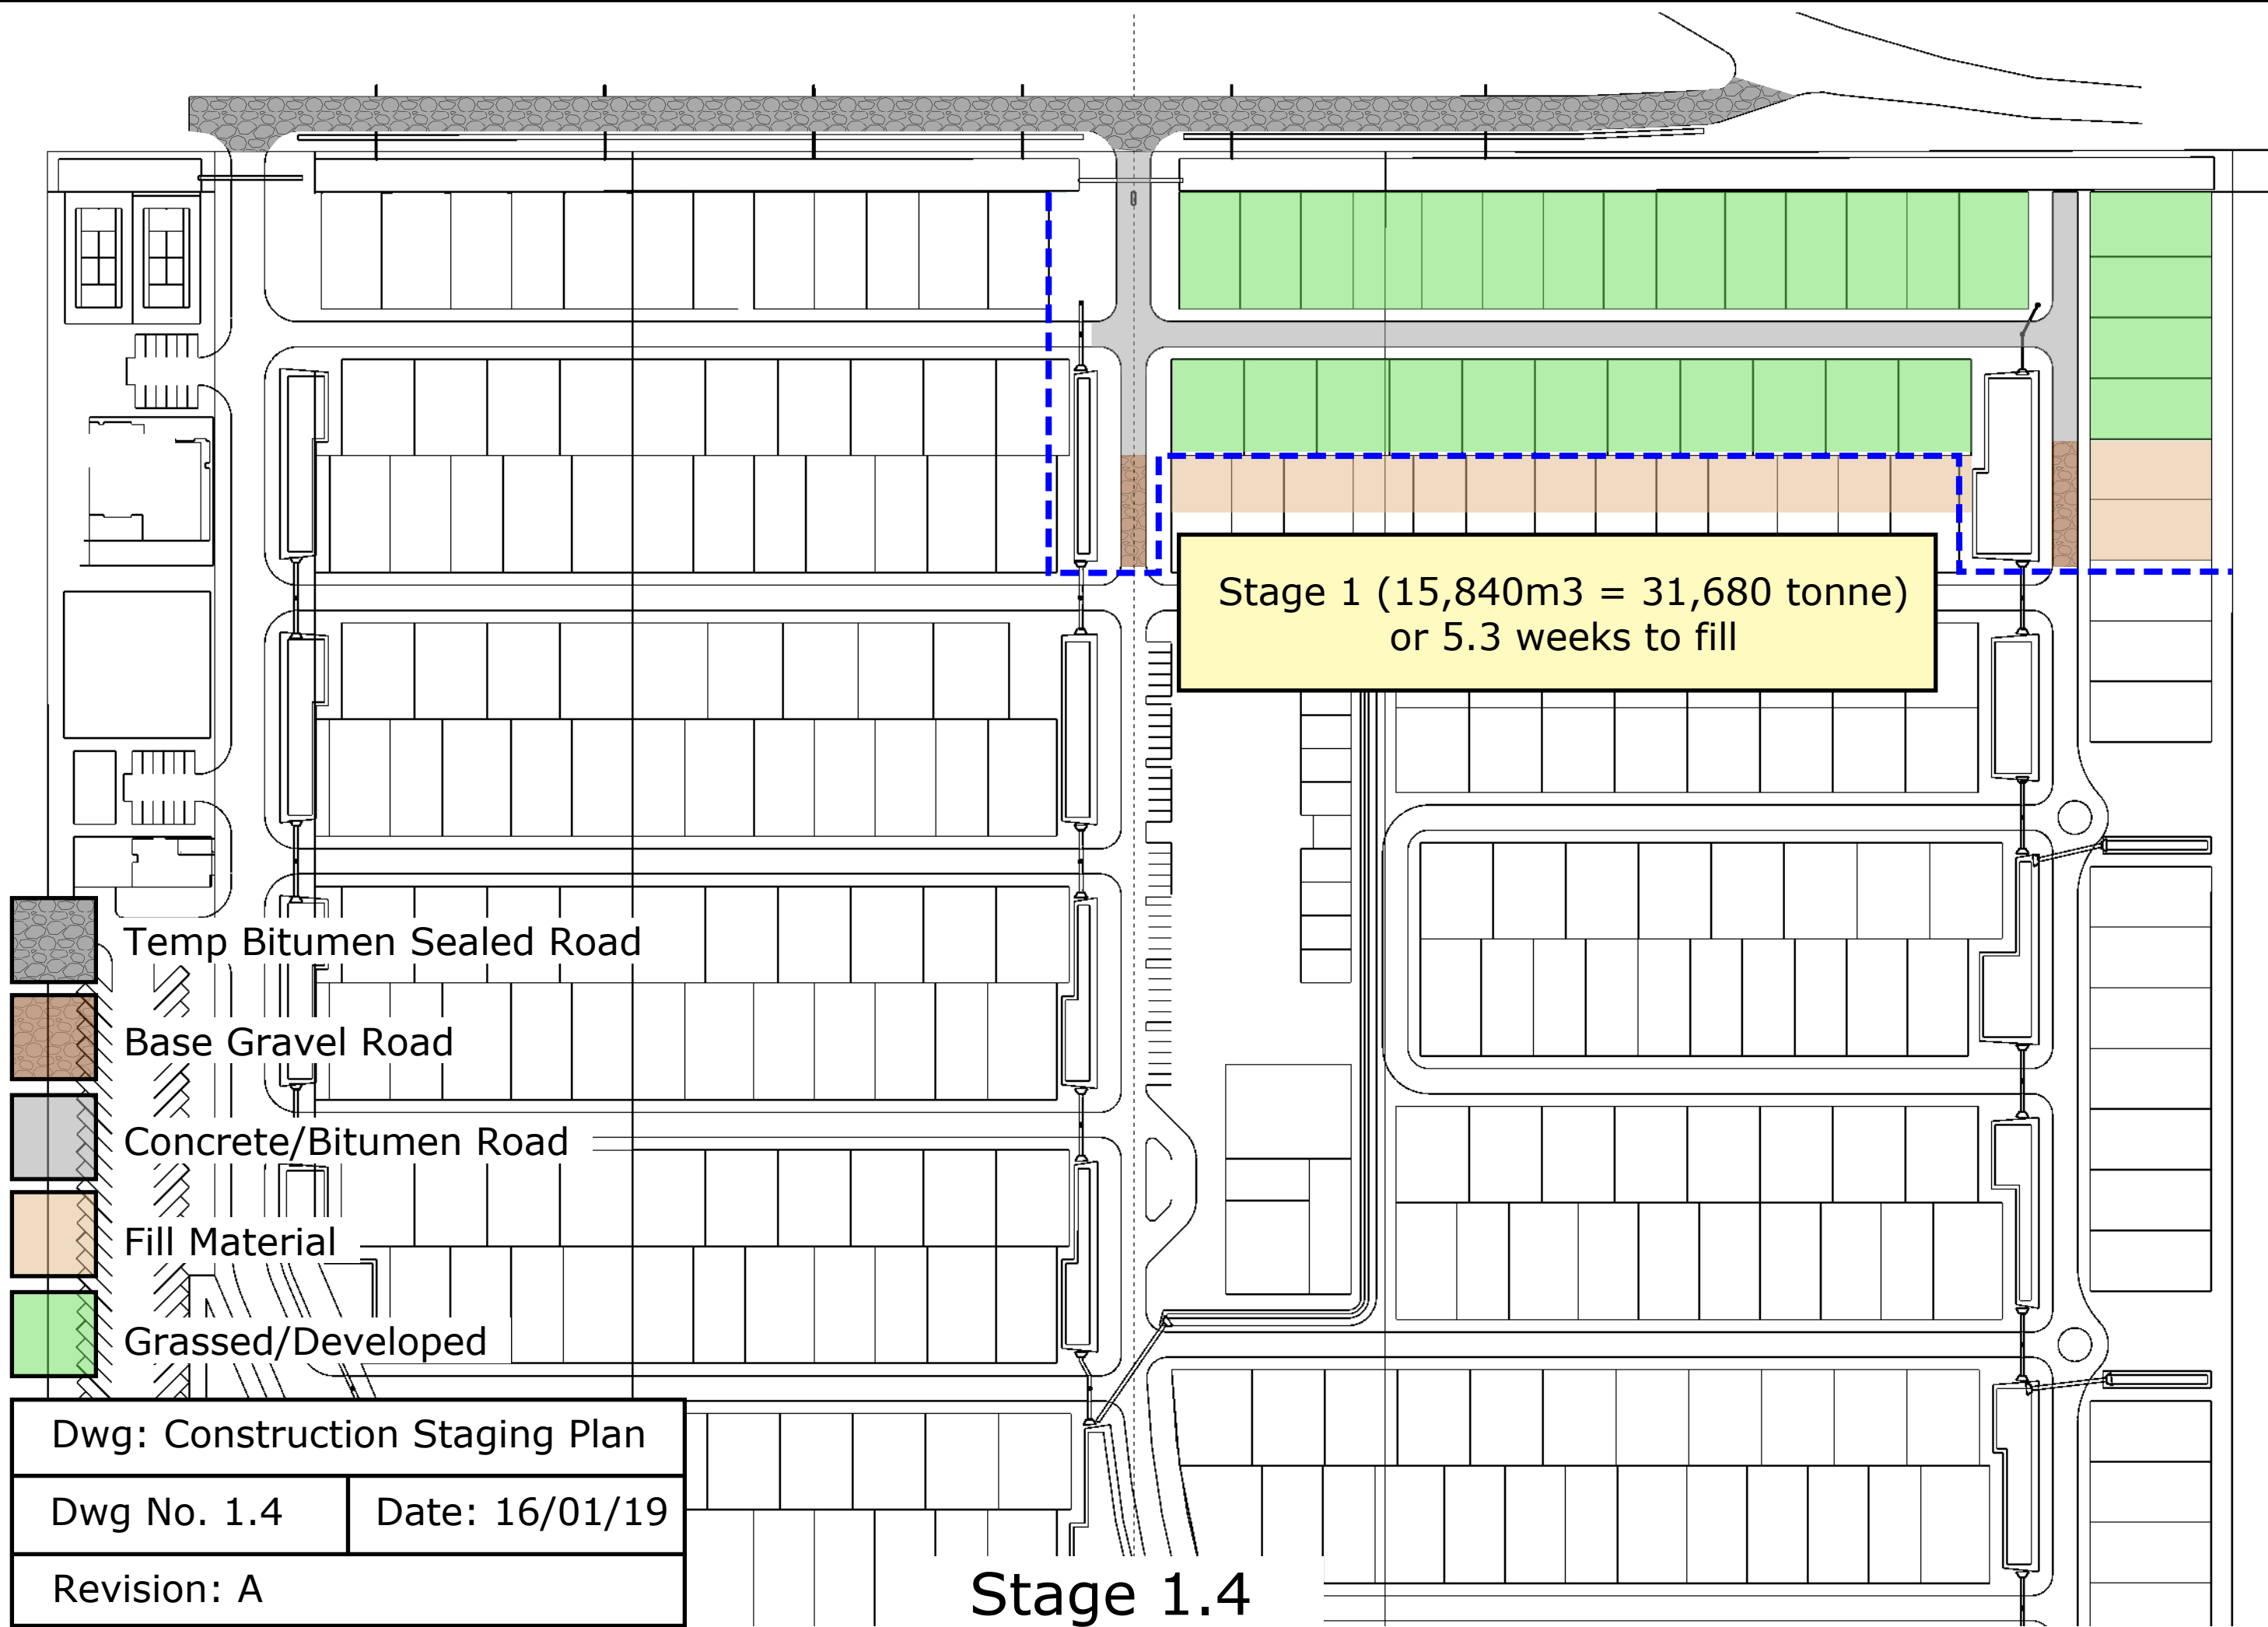 Stage 1 (15,840m3 = 31,680 tonne)
or 5.3 weeks to fill
Temp Bitumen Sealed Road
Base Gravel Road
Concrete/Bitumen Road
Fill Material
Grassed/Developed
Dwg: Construction Staging Plan
Dwg No. 1.4
Date: 16/01/19
Revision: A
Stage 1.4